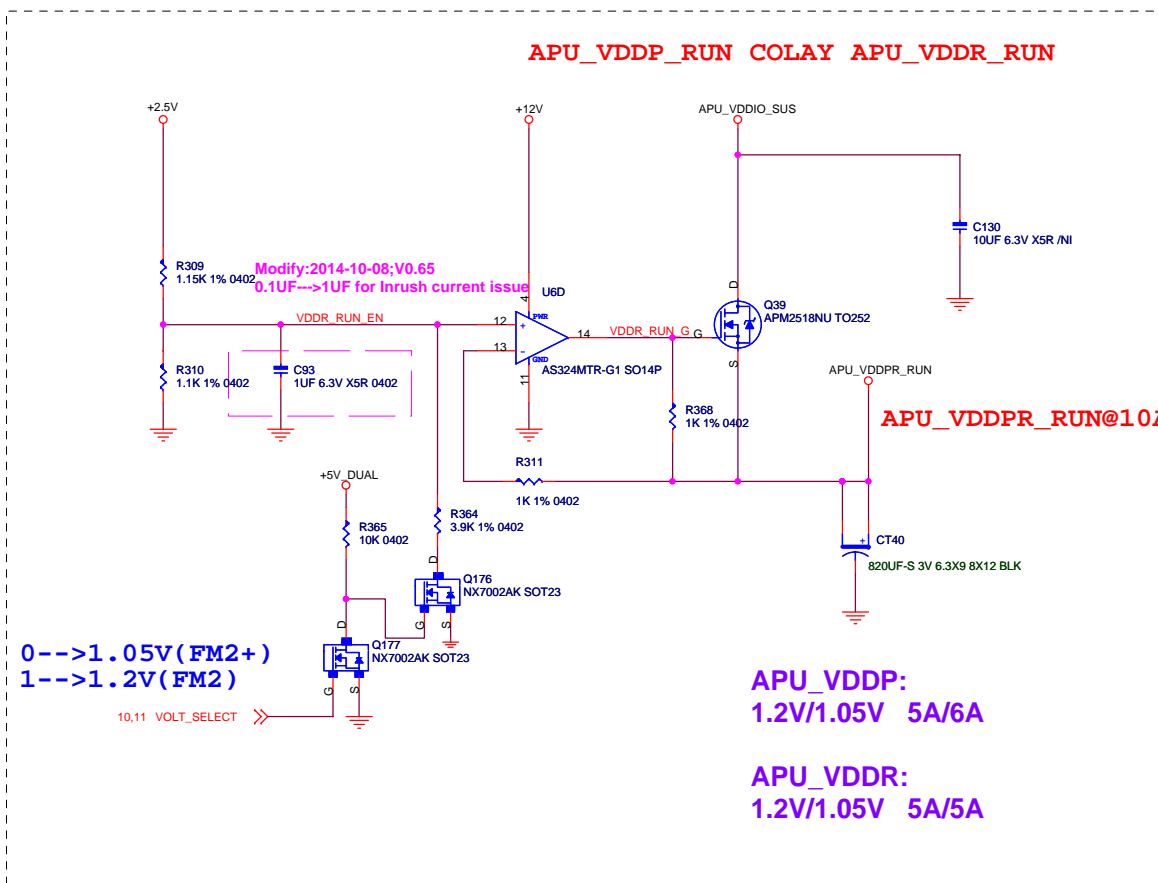 APU_VDDP_RUN COLAY APU_VDDR_RUN
+2.5V
+12V
APU_VDDIO_SUS
C130
10UF 6.3V X5R /NI
R309
1.15K 1% 0402
Modify:2014-10-08;V0.65
0.1UF--->1UF for Inrush current issue
U6D
4
PWR
D
Q39
APM2518NU TO252
VDDR_RUN_EN
12
+
14
VDDR_RUN_G
G
13
-
GND
11
AS324MTR-G1 SO14P
S
R310
1.1K 1% 0402
C93
1UF 6.3V X5R 0402
APU_VDDPR_RUN
R368
1K 1% 0402
APU_VDDPR_RUN@10
R311
1K 1% 0402
+5V_DUAL
R365
10K 0402
R364
3.9K 1% 0402
+
CT40
820UF-S 3V 6.3X9 8X12 BLK
D
Q176
NX7002AK SOT23
G
S
D
Q177
NX7002AK SOT23
G
S
0-->1.05V(FM2+)
1-->1.2V(FM2)
10,11 VOLT_SELECT
APU_VDDP:
1.2V/1.05V 5A/6A
APU_VDDR:
1.2V/1.05V 5A/5A